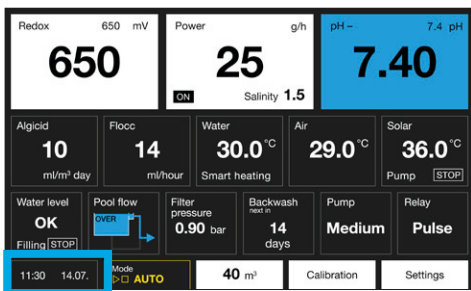 Redox 650 mV
650
Power g/h
25
ON Salinity 1.5
pH – 7.4 pH
7.40
Algicid
10
ml/m³ day
Flocc
14
ml/hour
Water
30.0°C
Smart heating
Air
29.0°C
Solar
36.0°C
Pump STOP
Water level
OK
Filling STOP
Pool flow
OVER
Filter
pressure
0.90 bar
Backwash
next in
14
days
Pump
Medium
Relay
Pulse
11:30 14.07.
Mode
AUTO
40 m³
Calibration
Settings